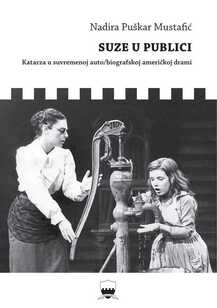 Nadira Puškar Mustafić
SUZE U PUBLICI
Katarza u suvremenoj auto/biografskoj američkoj drami